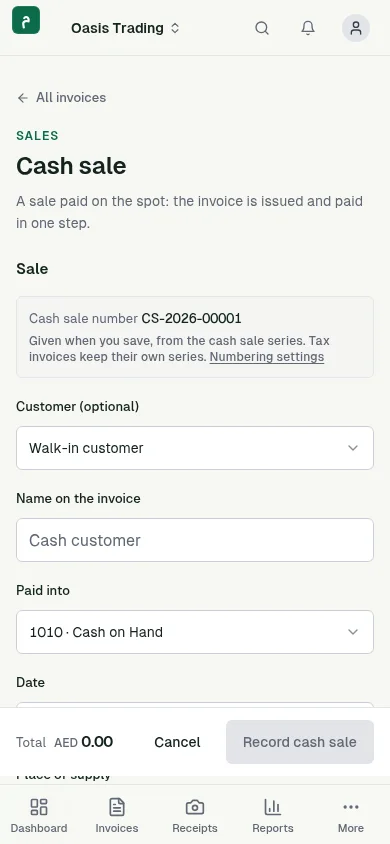 Oasis Trading
All invoices
SALES
Cash sale
A sale paid on the spot: the invoice is issued and paid
in one step.
Sale
Cash sale number CS-2026-00001
Given when you save, from the cash sale series. Tax
invoices keep their own series. Numbering settings
Customer (optional)
Walk-in customer
Name on the invoice
Cash customer
Paid into
1010 · Cash on Hand
Date
Total AED 0.00
Cancel
Record cash sale
Place of supply
Dashboard
Invoices
Receipts
Reports
More